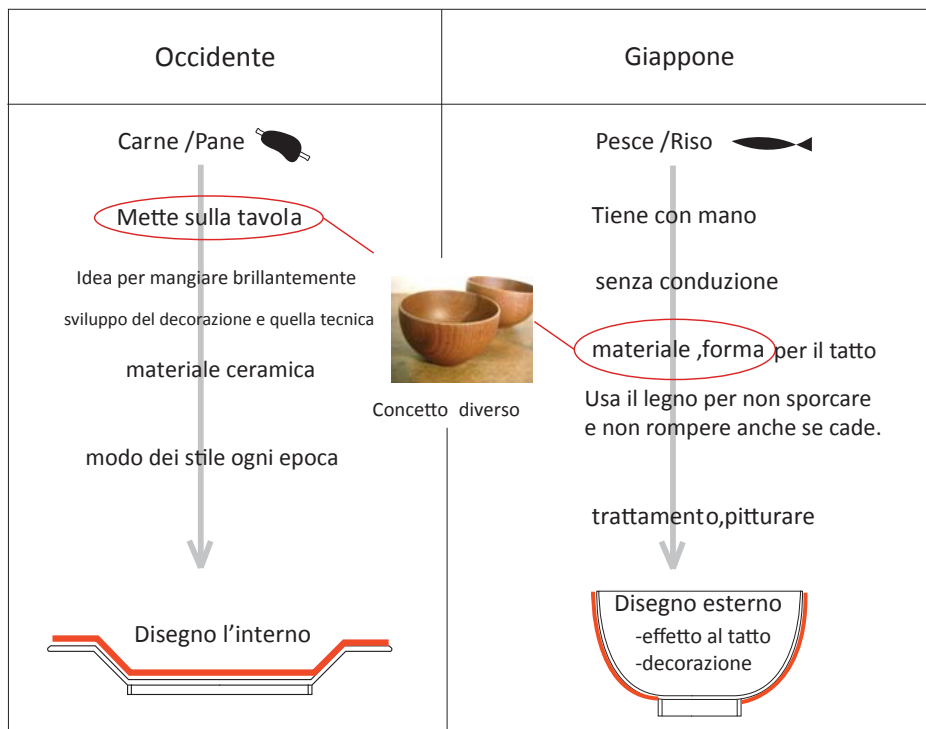 Occidente
Giappone
Carne /Pane
Mette sulla tavola
Idea per mangiare brillantemente
sviluppo del decorazione e quella tecnica
materiale ceramica
modo dei stile ogni epoca
Disegno l'interno
Concetto diverso
Pesce /Riso
Tiene con mano
senza conduzione
materiale ,forma per il tatto
Usa il legno per non sporcare
e non rompere anche se cade.
trattamento,pitturare
Disegno esterno
-effetto al tatto
-decorazione